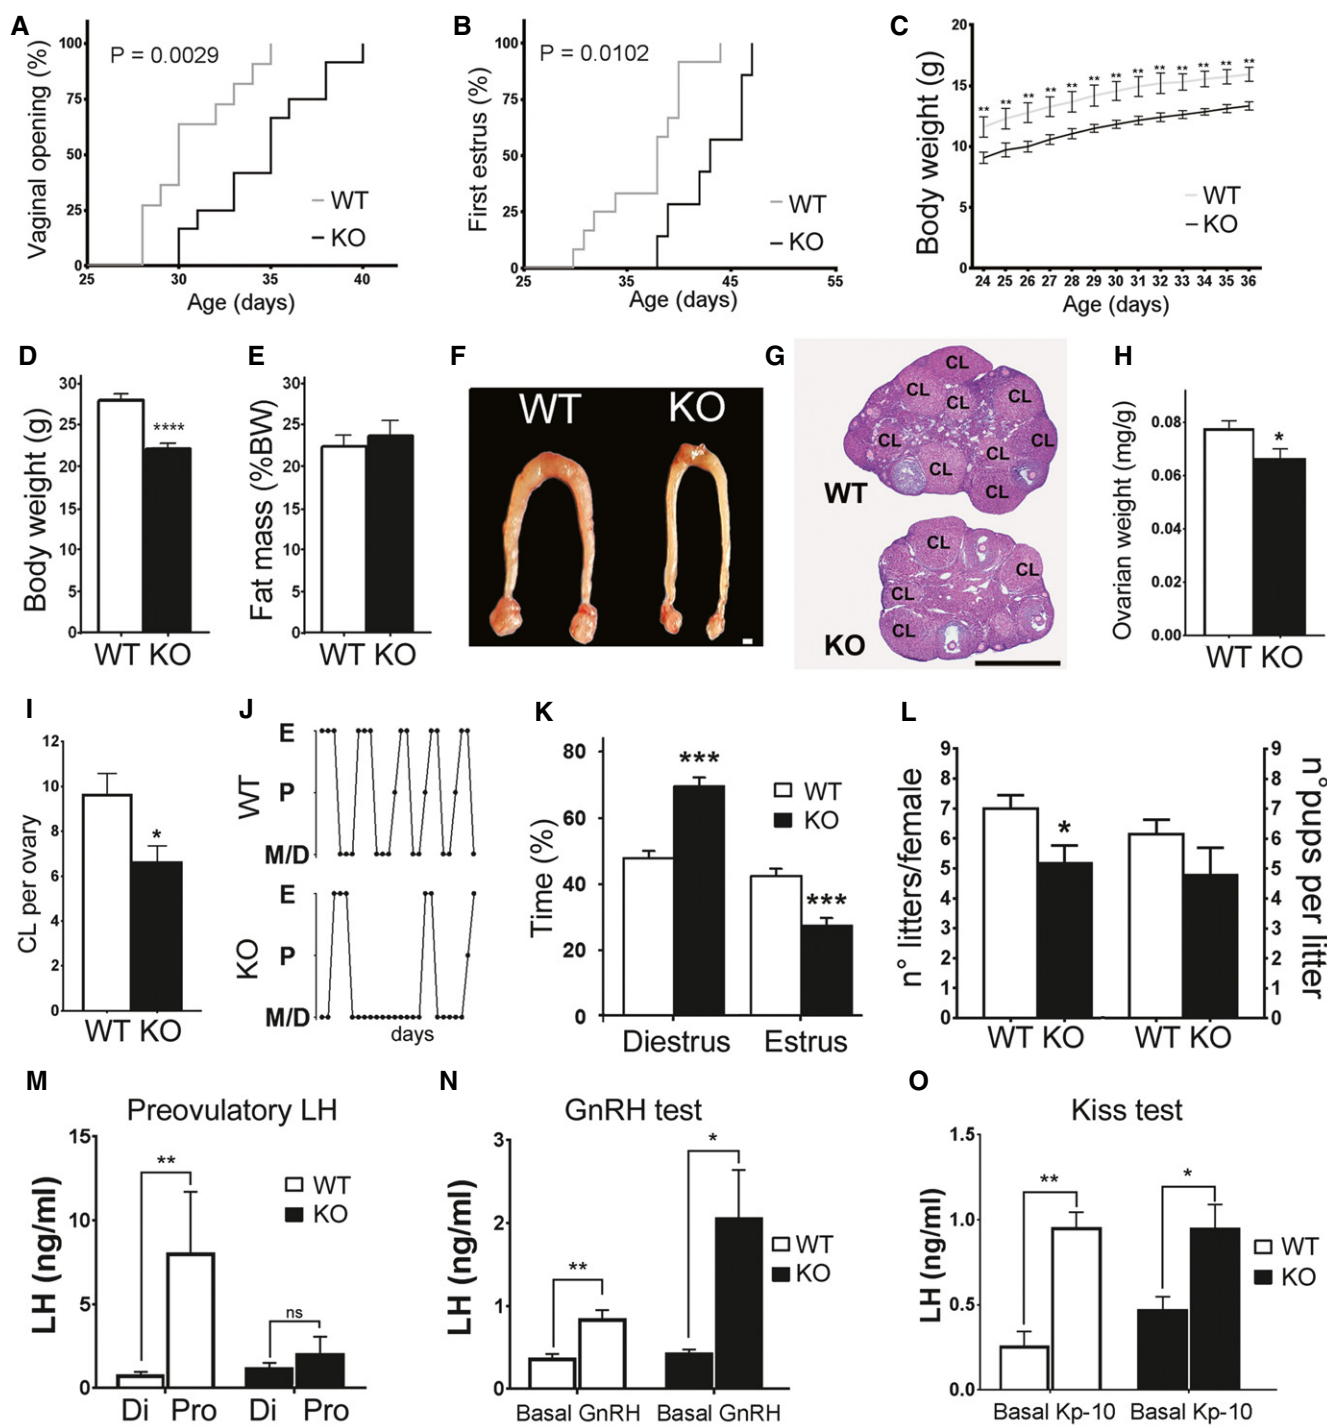 A
P = 0.0029
Vaginal opening (%)
100
75
50
25
0
25 30 35 40
Age (days)
WT
KO
B
P = 0.0102
First estrus (%)
100
75
50
25
0
25 35 45 55
Age (days)
WT
KO
C
Body weight (g)
20
15
10
5
0
** ** ** ** ** ** ** ** ** ** ** ** **
24 25 26 27 28 29 30 31 32 33 34 35 36
Age (days)
WT
KO
D
Body weight (g)
30
25
20
15
10
5
0
****
WT KO
E
Fat mass (%BW)
30
25
20
15
10
5
0
WT KO
F
WT KO
G
CL
CL
CL
CL
CL
CL
CL
CL
CL
WT
CL
CL
CL
CL
KO
H
Ovarian weight (mg/g)
0.08
0.06
0.04
0.02
0.00
*
WT KO
I
CL per ovary
12
10
8
6
4
2
0
*
WT KO
J
WT
E
P
M/D
KO
E
P
M/D
days
K
Time (%)
80
60
40
20
0
***
***
WT
KO
Diestrus Estrus
L
n° litters/female
9
8
7
6
5
4
3
2
1
0
*
WT KO WT KO
9
8
7
6
5
4
3
2
1
0
n° pups per litter
M
Preovulatory LH
LH (ng/ml)
15
10
5
0
**
ns
WT
KO
Di Pro Di Pro
N
GnRH test
LH (ng/ml)
3
2
1
0
**
*
WT
KO
Basal GnRH Basal GnRH
O
Kiss test
LH (ng/ml)
1.5
1.0
0.5
0.0
**
*
WT
KO
Basal Kp-10 Basal Kp-10